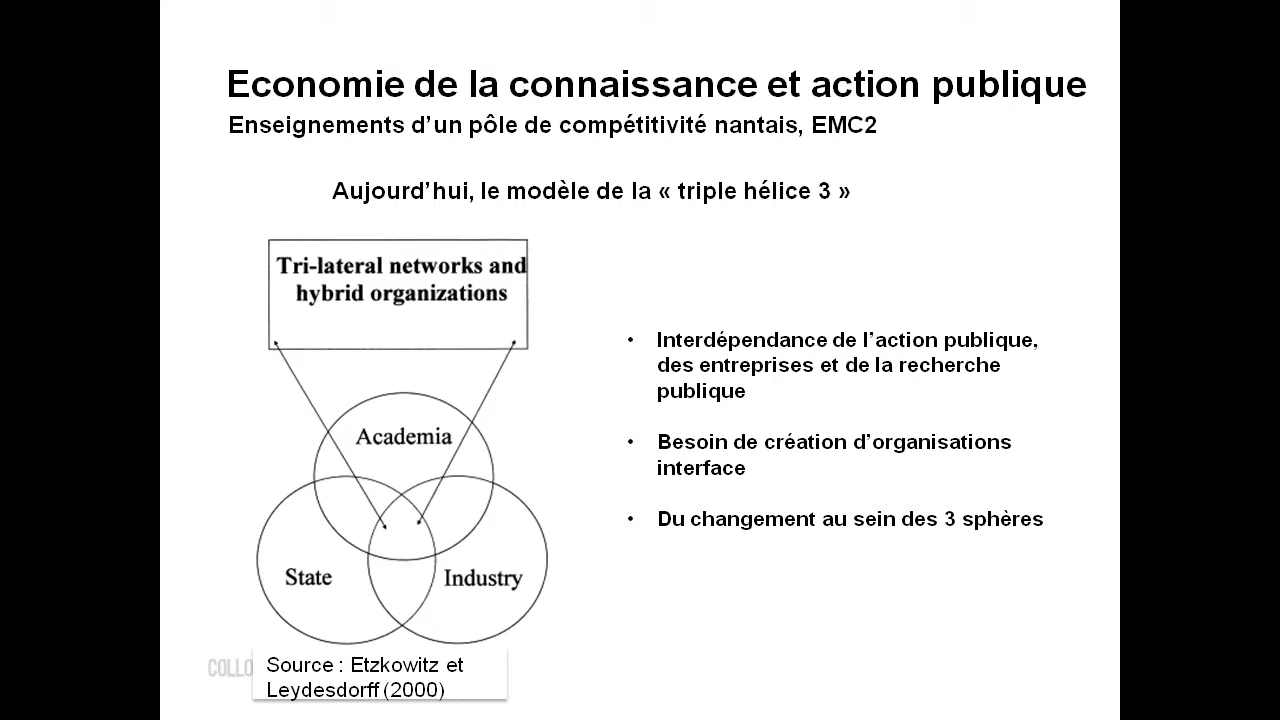 Economie de la connaissance et action publique
Enseignements d’un pôle de compétitivité nantais, EMC2
Aujourd’hui, le modèle de la « triple hélice 3 »
Tri-lateral networks and
hybrid organizations
Academia
State
Industry
• Interdépendance de l’action publique,
des entreprises et de la recherche
publique
• Besoin de création d’organisations
interface
• Du changement au sein des 3 sphères
COLLO
Source : Etzkowitz et
Leydesdorff (2000)